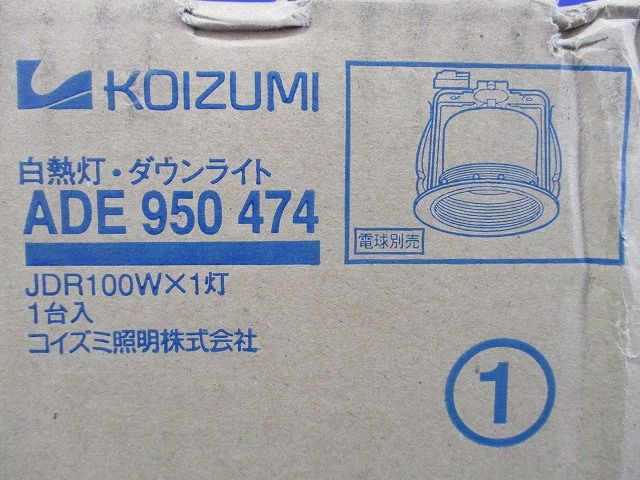 KOIZUMI
白熱灯・ダウンライト
ADE 950 474
電球別売
JDR100W×1灯
1台入
コイズミ照明株式会社
1